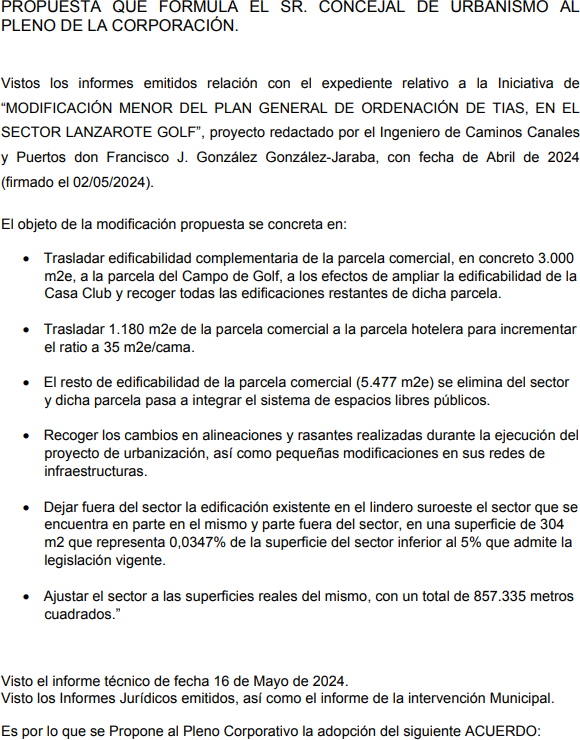 PROPUESTA QUE FORMULA EL SR. CONCEJAL DE URBANISMO AL
PLENO DE LA CORPORACIÓN.
Vistos los informes emitidos relación con el expediente relativo a la Iniciativa de
“MODIFICACIÓN MENOR DEL PLAN GENERAL DE ORDENACIÓN DE TIAS, EN EL
SECTOR LANZAROTE GOLF”, proyecto redactado por el Ingeniero de Caminos Canales
y Puertos don Francisco J. González González-Jaraba, con fecha de Abril de 2024
(firmado el 02/05/2024).
El objeto de la modificación propuesta se concreta en:
• Trasladar edificabilidad complementaria de la parcela comercial, en concreto 3.000
m2e, a la parcela del Campo de Golf, a los efectos de ampliar la edificabilidad de la
Casa Club y recoger todas las edificaciones restantes de dicha parcela.
• Trasladar 1.180 m2e de la parcela comercial a la parcela hotelera para incrementar
el ratio a 35 m2e/cama.
• El resto de edificabilidad de la parcela comercial (5.477 m2e) se elimina del sector
y dicha parcela pasa a integrar el sistema de espacios libres públicos.
• Recoger los cambios en alineaciones y rasantes realizadas durante la ejecución del
proyecto de urbanización, así como pequeñas modificaciones en sus redes de
infraestructuras.
• Dejar fuera del sector la edificación existente en el lindero suroeste el sector que se
encuentra en parte en el mismo y parte fuera del sector, en una superficie de 304
m2 que representa 0,0347% de la superficie del sector inferior al 5% que admite la
legislación vigente.
• Ajustar el sector a las superficies reales del mismo, con un total de 857.335 metros
cuadrados.”
Visto el informe técnico de fecha 16 de Mayo de 2024.
Visto los Informes Jurídicos emitidos, así como el informe de la intervención Municipal.
Es por lo que se Propone al Pleno Corporativo la adopción del siguiente ACUERDO: